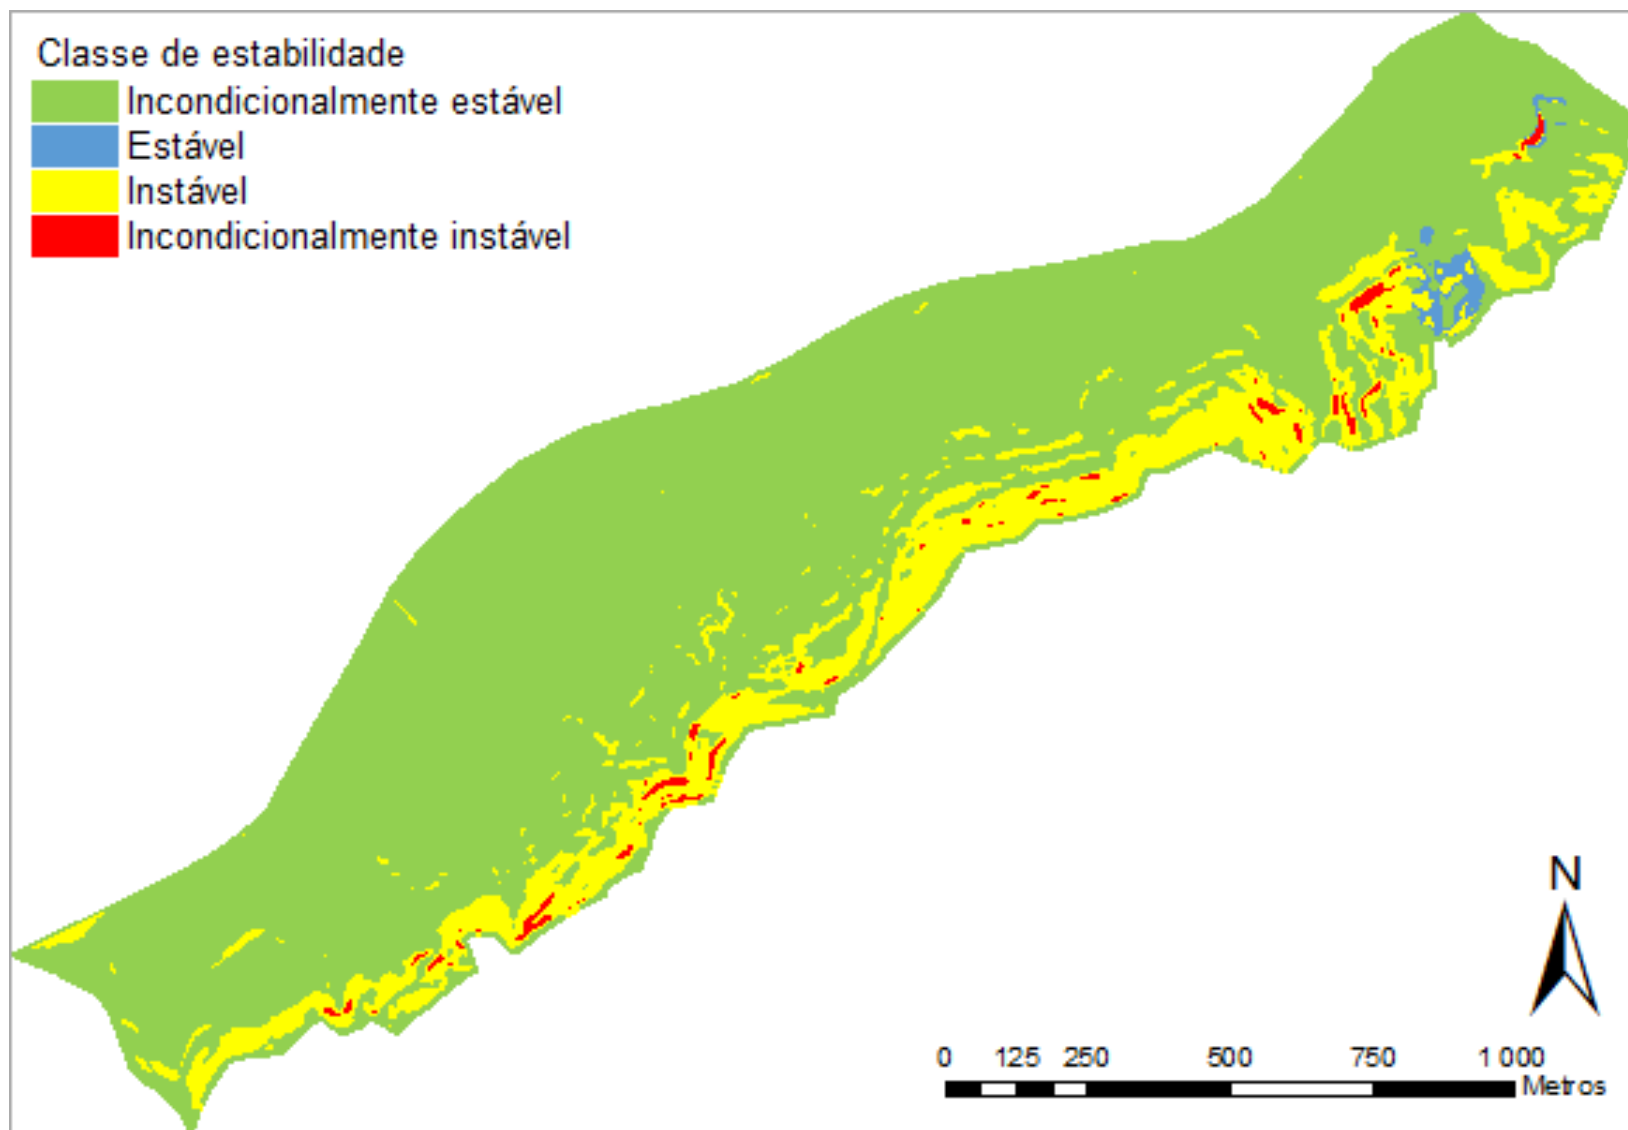 Classe de estabilidade
Incondicionalmente estável
Estável
Instável
Incondicionalmente instável
N
0 125 250 500 750 1 000
Metros